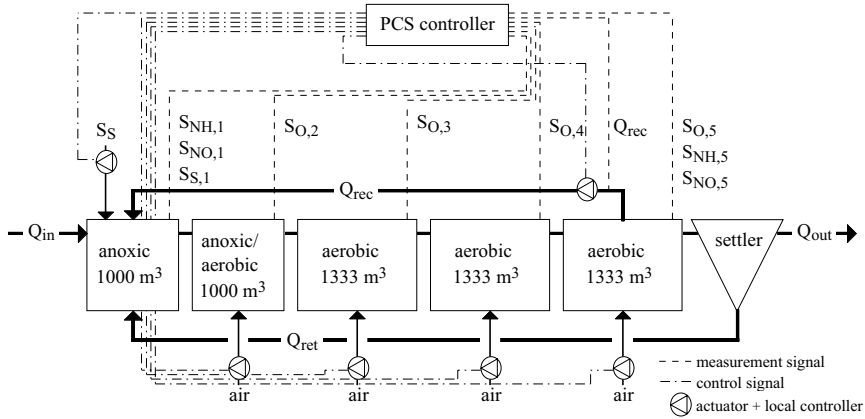 PCS controller
S_S
S_NH,1
S_NO,1
S_S,1
S_O,2
S_O,3
S_O,4
Q_rec
S_O,5
S_NH,5
S_NO,5
Q_rec
Q_in
anoxic
1000 m³
anoxic/
aerobic
1000 m³
aerobic
1333 m³
aerobic
1333 m³
aerobic
1333 m³
settler
Q_out
Q_ret
air
air
air
air
measurement signal
control signal
actuator + local controller